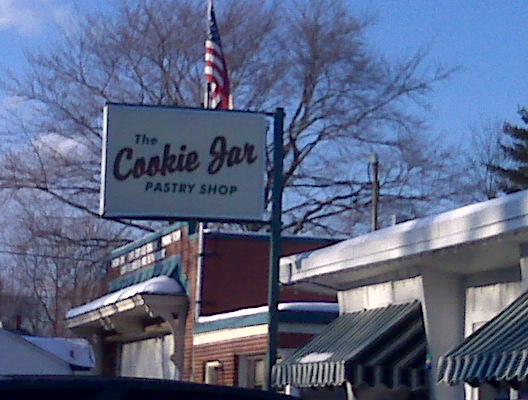 The
Cookie Jar
PASTRY SHOP